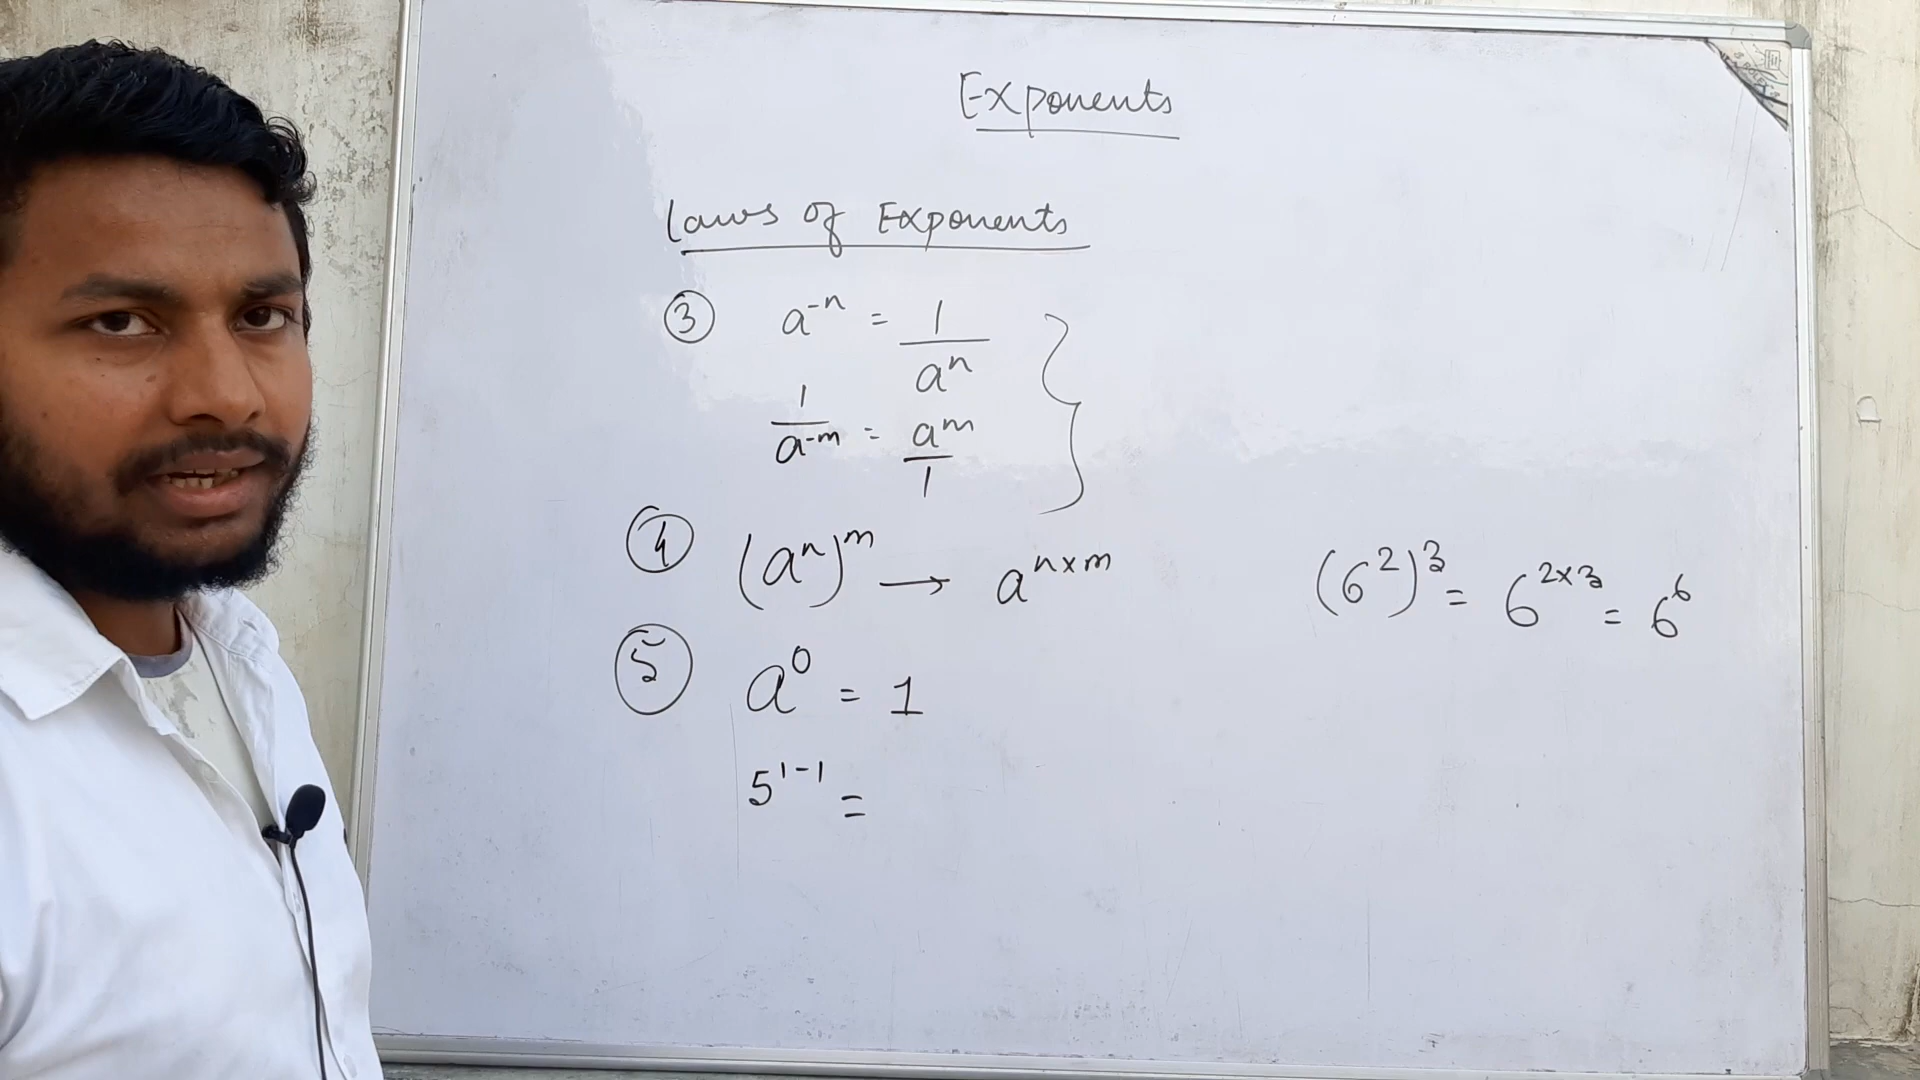 Exponents
Laws of Exponents
③ a⁻ⁿ = 1/aⁿ
1/a⁻ᵐ = aᵐ/1
④ (aⁿ)ᵐ → aⁿˣᵐ (6²)³ = 6²ˣ³ = 6⁶
⑤ a⁰ = 1
5¹⁻¹ =